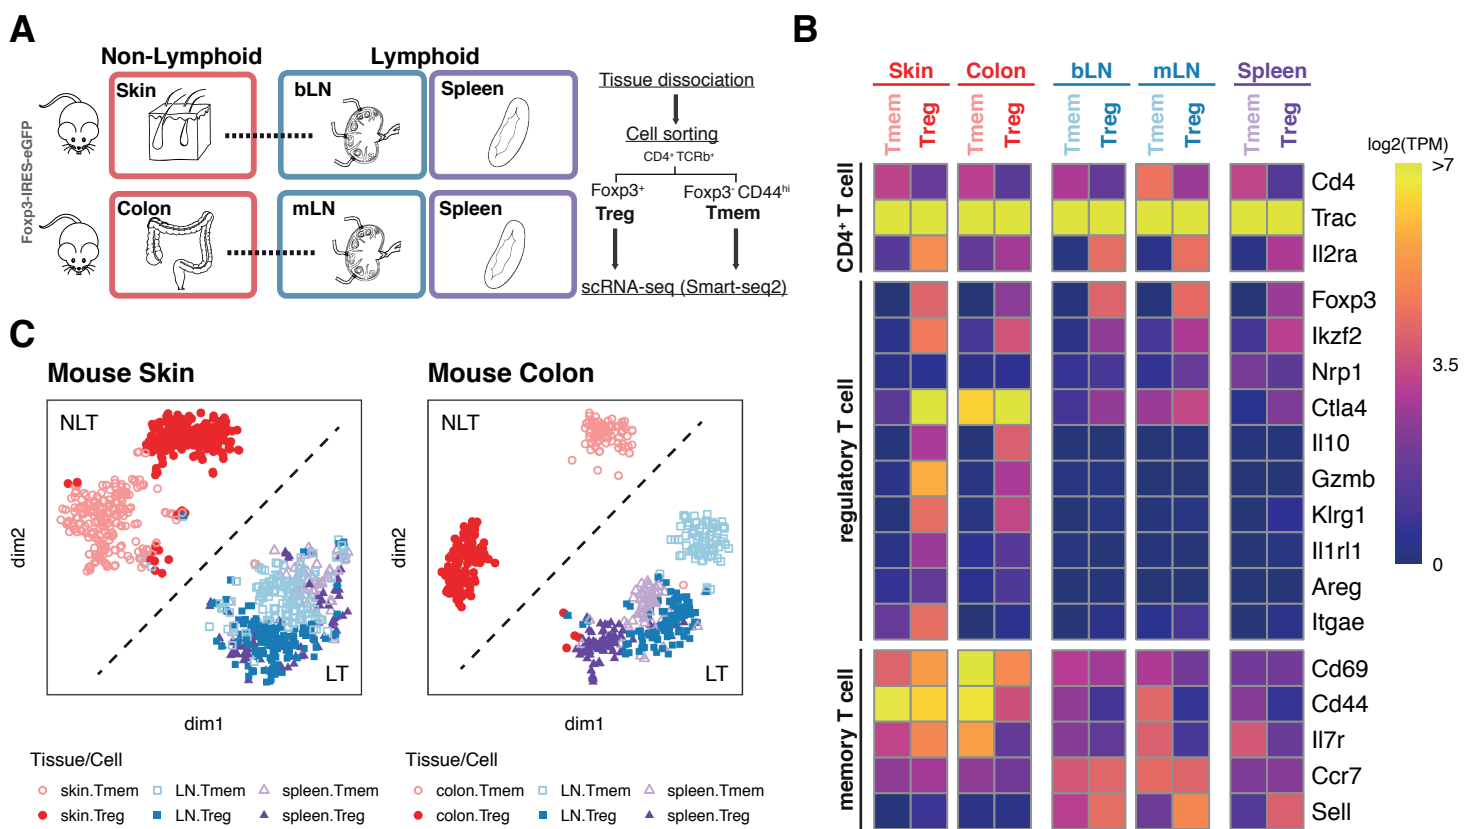 A
Non-Lymphoid
Lymphoid
Foxp3-IRES-eGFP
Skin
bLN
Spleen
Colon
mLN
Spleen
Tissue dissociation
Cell sorting
CD4⁺ TCRb⁺
Foxp3⁺
Foxp3⁻ CD44ʰⁱ
Treg
Tmem
scRNA-seq (Smart-seq2)
B
Skin
Colon
bLN
mLN
Spleen
Tmem
Treg
Tmem
Treg
Tmem
Treg
Tmem
Treg
Tmem
Treg
log2(TPM)
>7
3.5
0
CD4⁺ T cell
Cd4
Trac
Il2ra
regulatory T cell
Foxp3
Ikzf2
Nrp1
Ctla4
Il10
Gzmb
Klrg1
Il1rl1
Areg
Itgae
memory T cell
Cd69
Cd44
Il7r
Ccr7
Sell
C
Mouse Skin
NLT
LT
dim2
dim1
Tissue/Cell
skin.Tmem
LN.Tmem
spleen.Tmem
skin.Treg
LN.Treg
spleen.Treg
Mouse Colon
NLT
LT
dim2
dim1
Tissue/Cell
colon.Tmem
LN.Tmem
spleen.Tmem
colon.Treg
LN.Treg
spleen.Treg